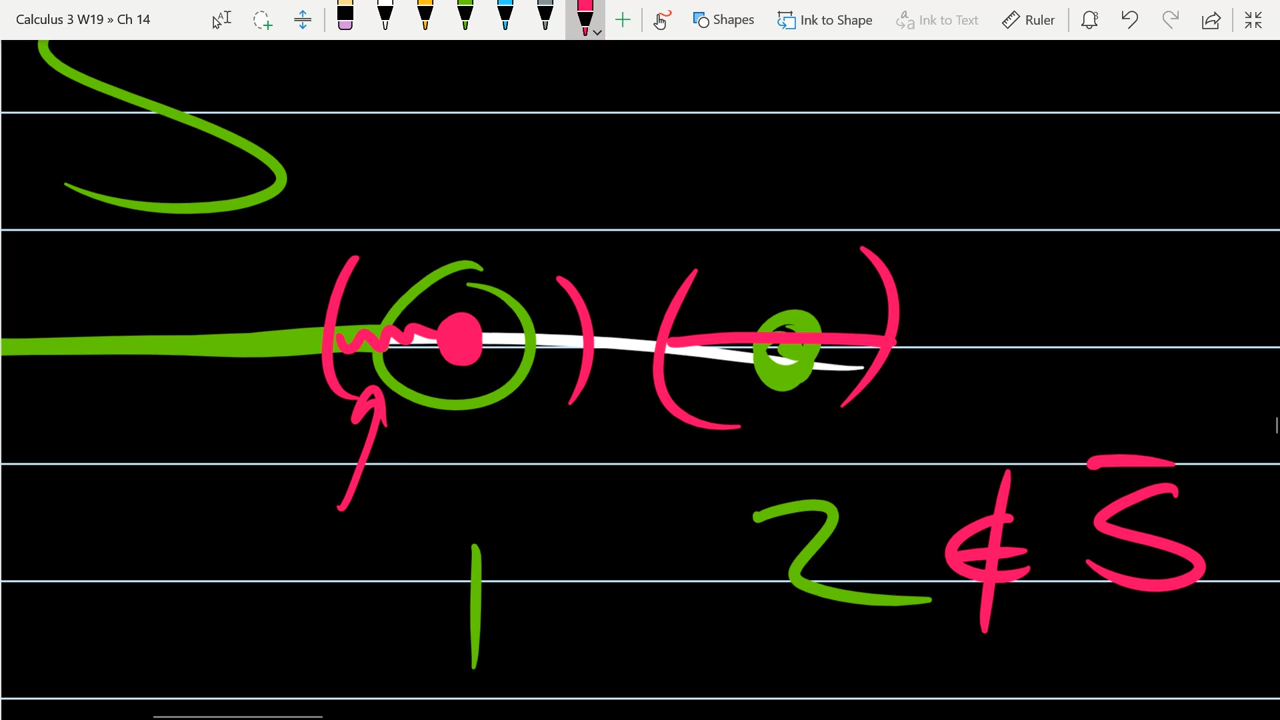 Calculus 3 W19 » Ch 14
Shapes
Ink to Shape
Ink to Text
Ruler
S
( ) ( )
1 2 ∉ S̅